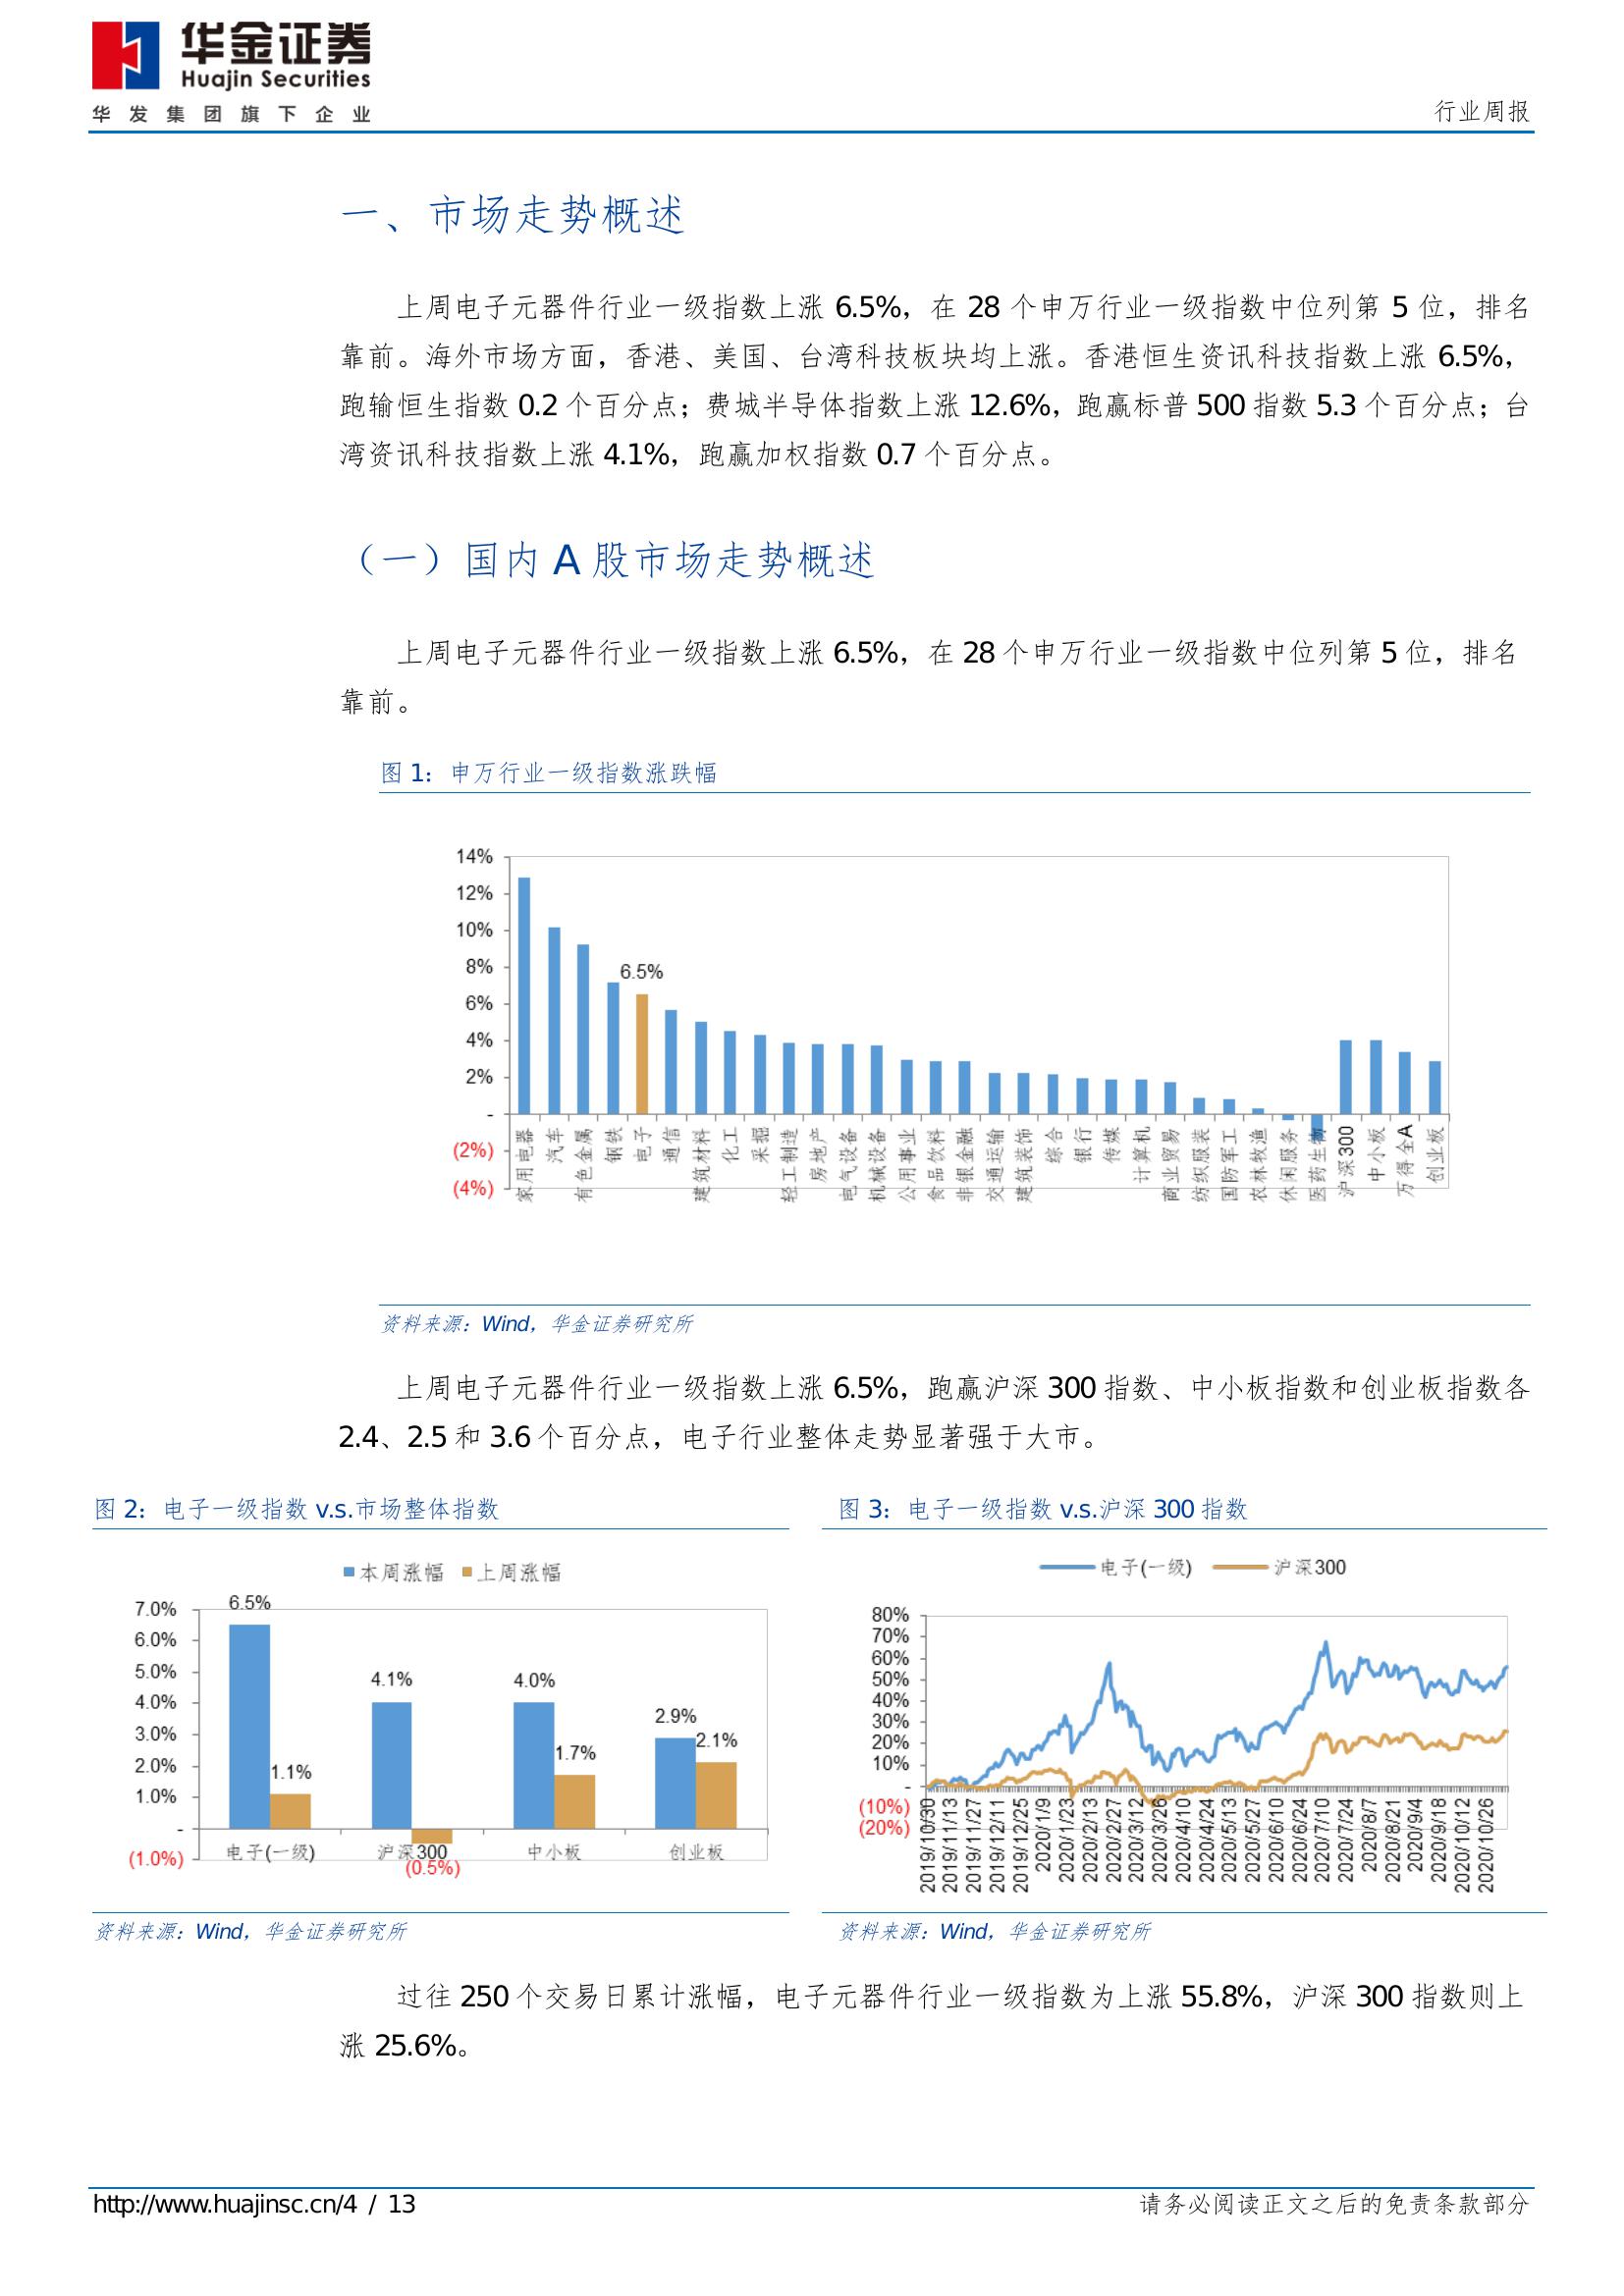 华金证券
Huajin Securities
华发集团旗下企业
行业周报
一、市场走势概述
上周电子元器件行业一级指数上涨 6.5%，在 28 个申万行业一级指数中位列第 5 位，排名
靠前。海外市场方面，香港、美国、台湾科技板块均上涨。香港恒生资讯科技指数上涨 6.5%，
跑输恒生指数 0.2 个百分点；费城半导体指数上涨 12.6%，跑赢标普 500 指数 5.3 个百分点；台
湾资讯科技指数上涨 4.1%，跑赢加权指数 0.7 个百分点。
（一）国内 A 股市场走势概述
上周电子元器件行业一级指数上涨 6.5%，在 28 个申万行业一级指数中位列第 5 位，排名
靠前。
图 1：申万行业一级指数涨跌幅
14%
12%
10%
8%
6%
4%
2%
-
(2%)
(4%)
6.5%
家用电器
汽车
有色金属
钢铁
电子
通信
建筑材料
化工
采掘
轻工制造
房地产
电气设备
机械设备
公用事业
食品饮料
非银金融
交通运输
建筑装饰
综合
银行
传媒
计算机
商业贸易
纺织服装
国防军工
农林牧渔
休闲服务
医药生物
沪深300
中小板
万得全A
创业板
资料来源：Wind，华金证券研究所
上周电子元器件行业一级指数上涨 6.5%，跑赢沪深 300 指数、中小板指数和创业板指数各
2.4、2.5 和 3.6 个百分点，电子行业整体走势显著强于大市。
图 2：电子一级指数 v.s.市场整体指数
本周涨幅 上周涨幅
7.0%
6.0%
5.0%
4.0%
3.0%
2.0%
1.0%
-
(1.0%)
6.5%
1.1%
4.1%
(0.5%)
4.0%
1.7%
2.9%
2.1%
电子(一级)
沪深300
中小板
创业板
资料来源：Wind，华金证券研究所
图 3：电子一级指数 v.s.沪深 300 指数
电子(一级) 沪深300
80%
70%
60%
50%
40%
30%
20%
10%
-
(10%)
(20%)
2019/10/30
2019/11/13
2019/11/27
2019/12/11
2019/12/25
2020/1/9
2020/1/23
2020/2/13
2020/2/27
2020/3/12
2020/3/26
2020/4/10
2020/4/24
2020/5/13
2020/5/27
2020/6/10
2020/6/24
2020/7/10
2020/7/24
2020/8/7
2020/8/21
2020/9/4
2020/9/18
2020/10/12
2020/10/26
资料来源：Wind，华金证券研究所
过往 250 个交易日累计涨幅，电子元器件行业一级指数为上涨 55.8%，沪深 300 指数则上
涨 25.6%。
http://www.huajinsc.cn/4 / 13
请务必阅读正文之后的免责条款部分